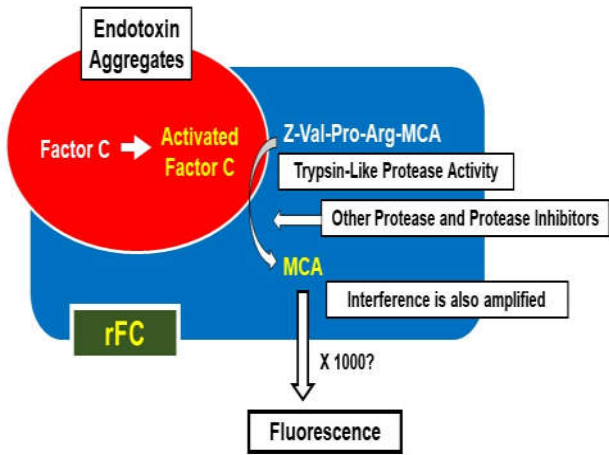 Endotoxin
Aggregates
Factor C
Activated
Factor C
Z-Val-Pro-Arg-MCA
Trypsin-Like Protease Activity
Other Protease and Protease Inhibitors
MCA
Interference is also amplified
rFC
X 1000?
Fluorescence